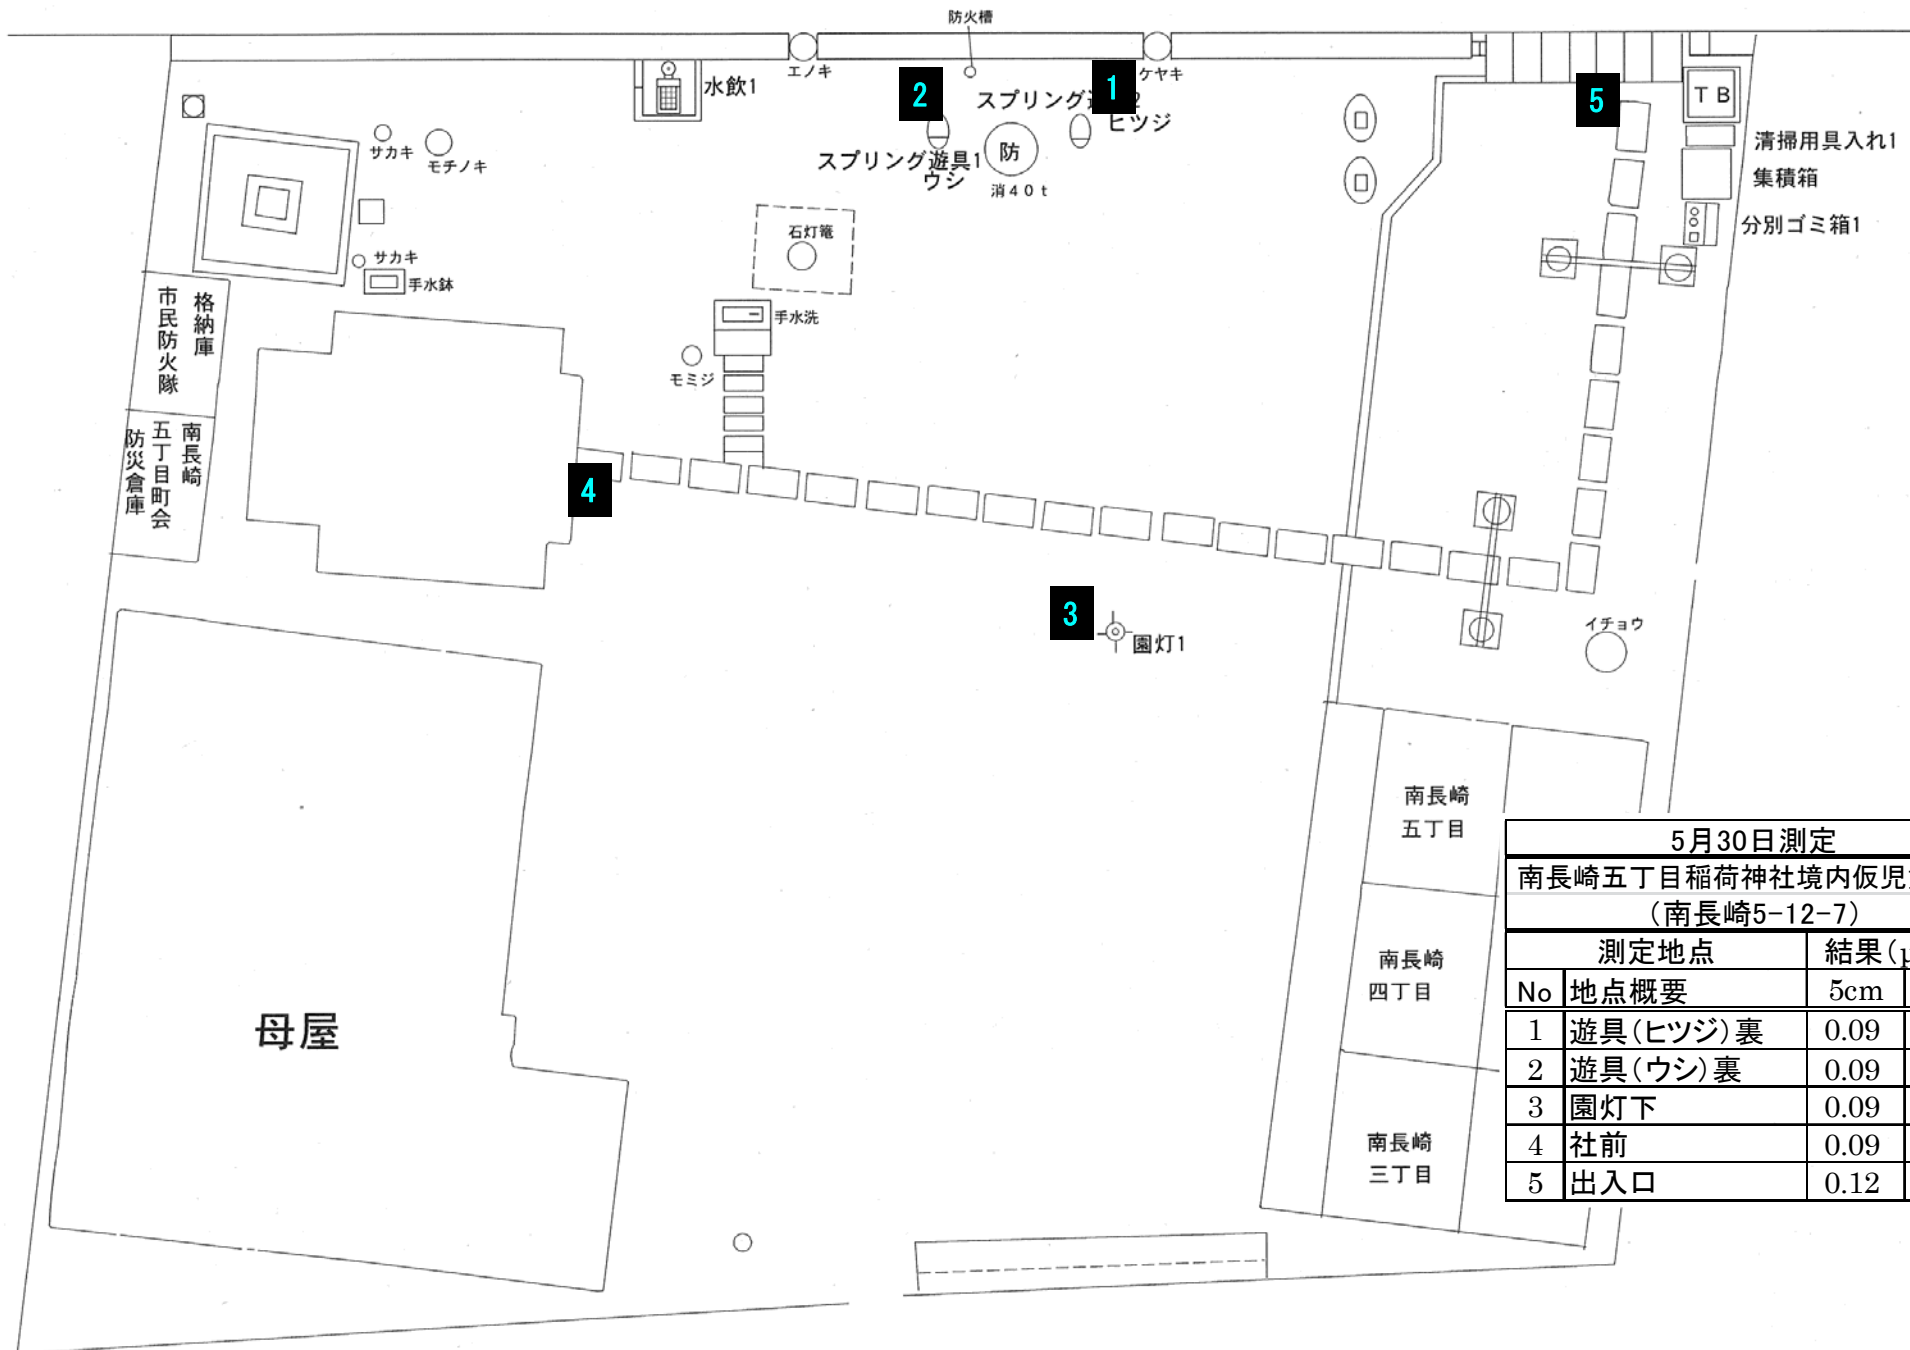 防火槽
エノキ
ケヤキ
水飲1
2
1
5
スプリング
ヒツジ
TB
サカキ
モチノキ
スプリング遊具1
ウシ
防
消40t
清掃用具入れ1
集積箱
分別ゴミ箱1
石灯篭
サカキ
手水鉢
手水洗
モミジ
格納庫
市民防火隊
南長崎
五丁目町会
防災倉庫
4
3
園灯1
イチョウ
南長崎
五丁目
南長崎
四丁目
南長崎
三丁目
母屋
5月30日測定
南長崎五丁目稲荷神社境内仮児
(南長崎5-12-7)
測定地点 結果(μ
No 地点概要 5cm
1 遊具(ヒツジ)裏 0.09
2 遊具(ウシ)裏 0.09
3 園灯下 0.09
4 社前 0.09
5 出入口 0.12